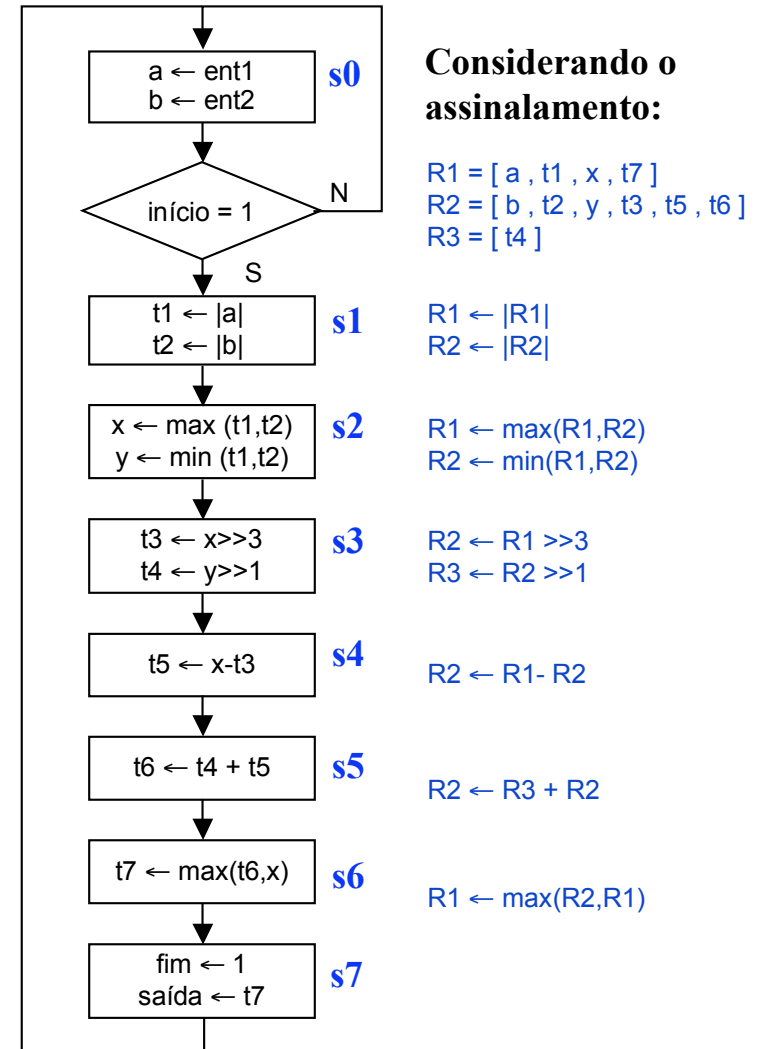 a ← ent1
b ← ent2
s0
início = 1
N
S
t1 ← |a|
t2 ← |b|
s1
x ← max (t1,t2)
y ← min (t1,t2)
s2
t3 ← x>>3
t4 ← y>>1
s3
t5 ← x-t3
s4
t6 ← t4 + t5
s5
t7 ← max(t6,x)
s6
fim ← 1
saída ← t7
s7
Considerando o
assinalamento:
R1 = [ a , t1 , x , t7 ]
R2 = [ b , t2 , y , t3 , t5 , t6 ]
R3 = [ t4 ]
R1 ← |R1|
R2 ← |R2|
R1 ← max(R1,R2)
R2 ← min(R1,R2)
R2 ← R1 >>3
R3 ← R2 >>1
R2 ← R1- R2
R2 ← R3 + R2
R1 ← max(R2,R1)